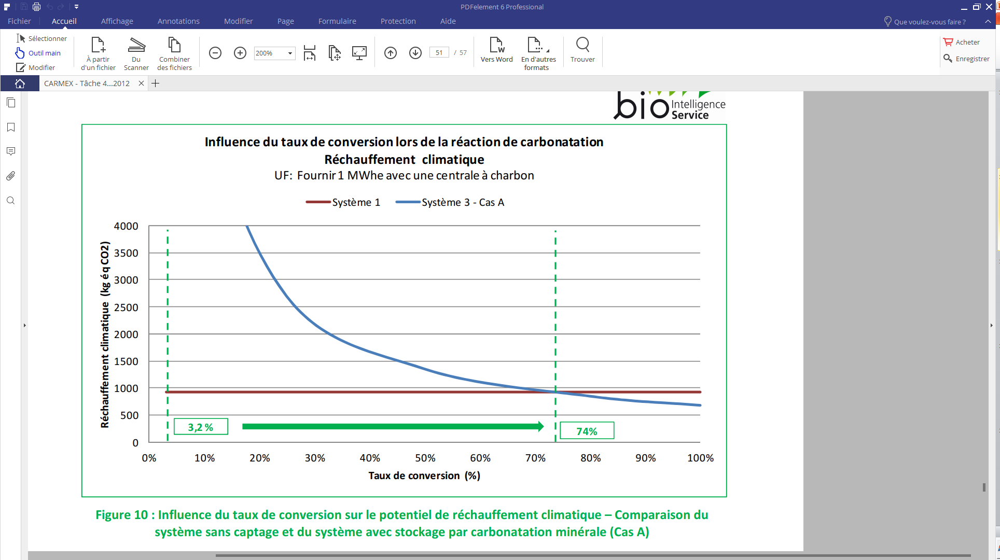 PDFelement 6 Professional
Fichier Accueil Affichage Annotations Modifier Page Formulaire Protection Aide Que voulez-vous faire ?
Sélectionner
Outil main
Modifier
À partir d'un fichier
Du Scanner
Combiner des fichiers
200%
51 / 57
Vers Word
En d'autres formats
Trouver
Acheter
Enregistrer
CARMEX - Tâche 4...2012
bio Intelligence
Service
Influence du taux de conversion lors de la réaction de carbonatation
Réchauffement climatique
UF: Fournir 1 MWhe avec une centrale à charbon
Système 1 Système 3 - Cas A
Réchauffement climatique (kg éq CO2)
4000
3500
3000
2500
2000
1500
1000
500
0
3,2 %
74%
0% 10% 20% 30% 40% 50% 60% 70% 80% 90% 100%
Taux de conversion (%)
Figure 10 : Influence du taux de conversion sur le potentiel de réchauffement climatique – Comparaison du
système sans captage et du système avec stockage par carbonatation minérale (Cas A)